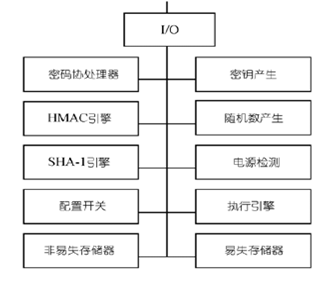 I/O
密码协处理器
密钥产生
HMAC引擎
随机数产生
SHA-1引擎
电源检测
配置开关
执行引擎
非易失存储器
易失存储器